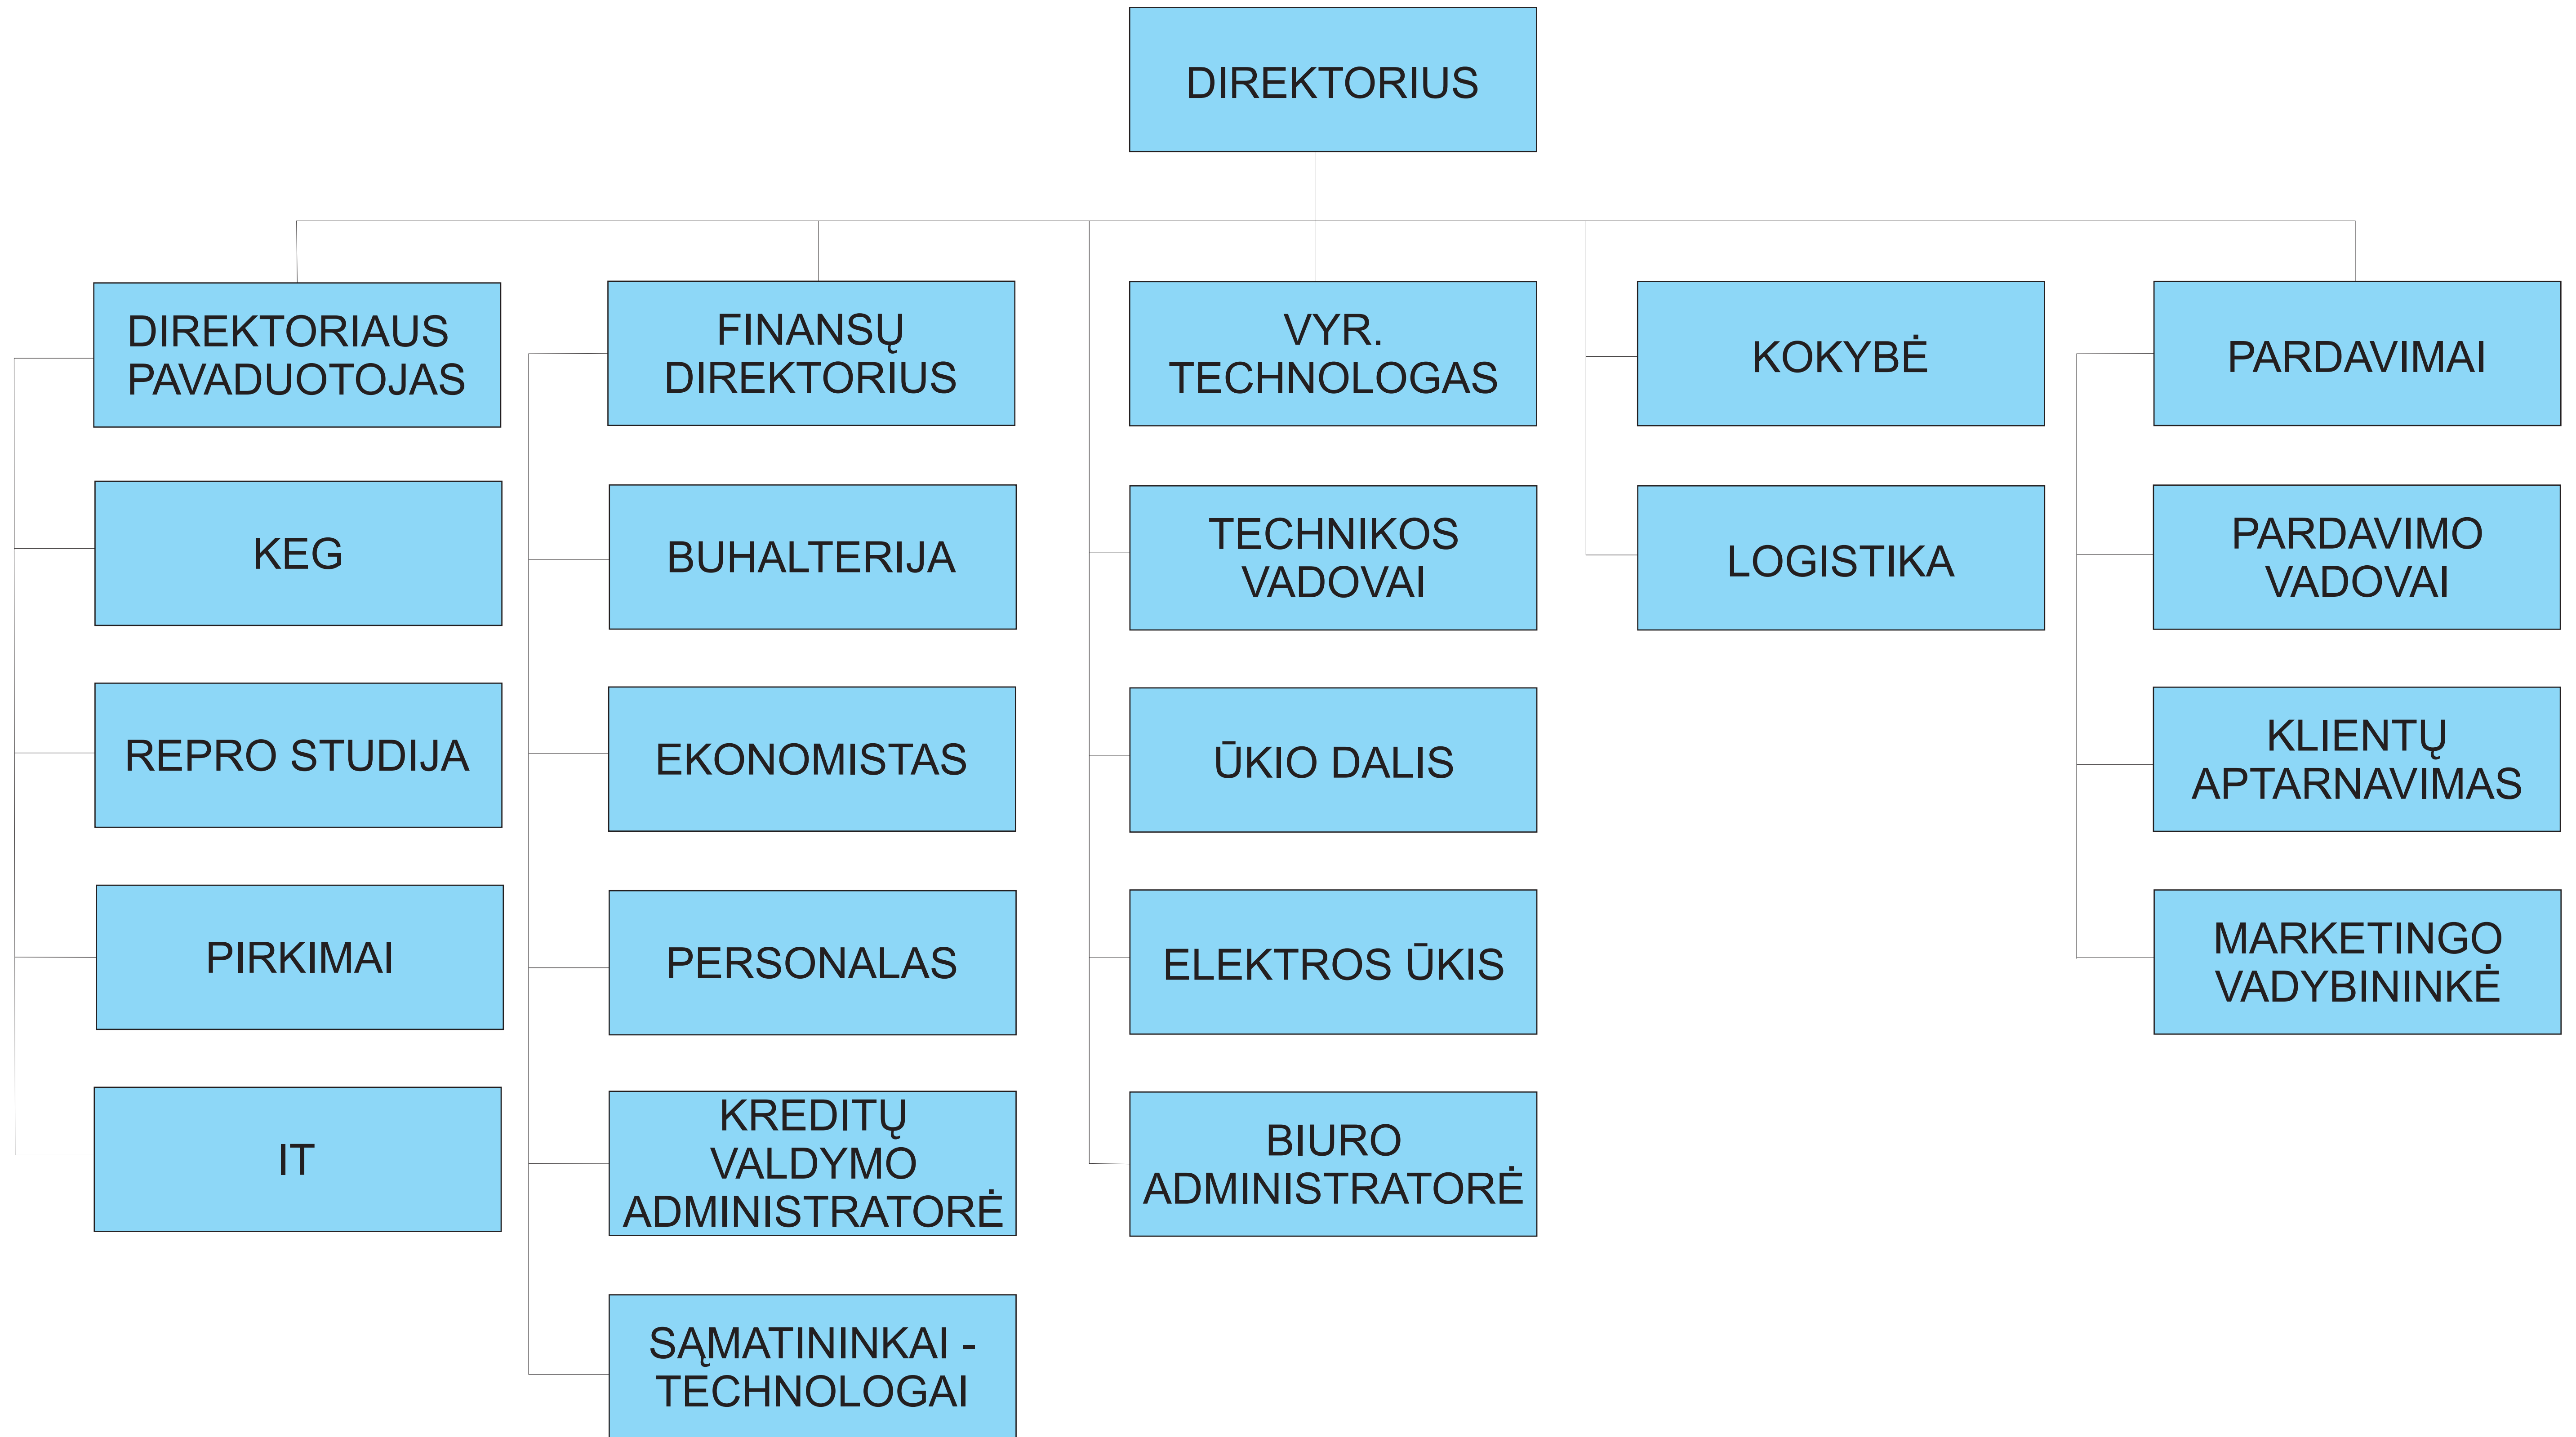 DIREKTORIUS
DIREKTORIAUS
PAVADUOTOJAS
FINANSŲ
DIREKTORIUS
VYR.
TECHNOLOGAS
KOKYBĖ
PARDAVIMAI
KEG
BUHALTERIJA
TECHNIKOS
VADOVAI
LOGISTIKA
PARDAVIMO
VADOVAI
REPRO STUDIJA
EKONOMISTAS
ŪKIO DALIS
KLIENTŲ
APTARNAVIMAS
PIRKIMAI
PERSONALAS
ELEKTROS ŪKIS
MARKETINGO
VADYBININKĖ
IT
KREDITŲ
VALDYMO
ADMINISTRATORĖ
BIURO
ADMINISTRATORĖ
SĄMATININKAI -
TECHNOLOGAI